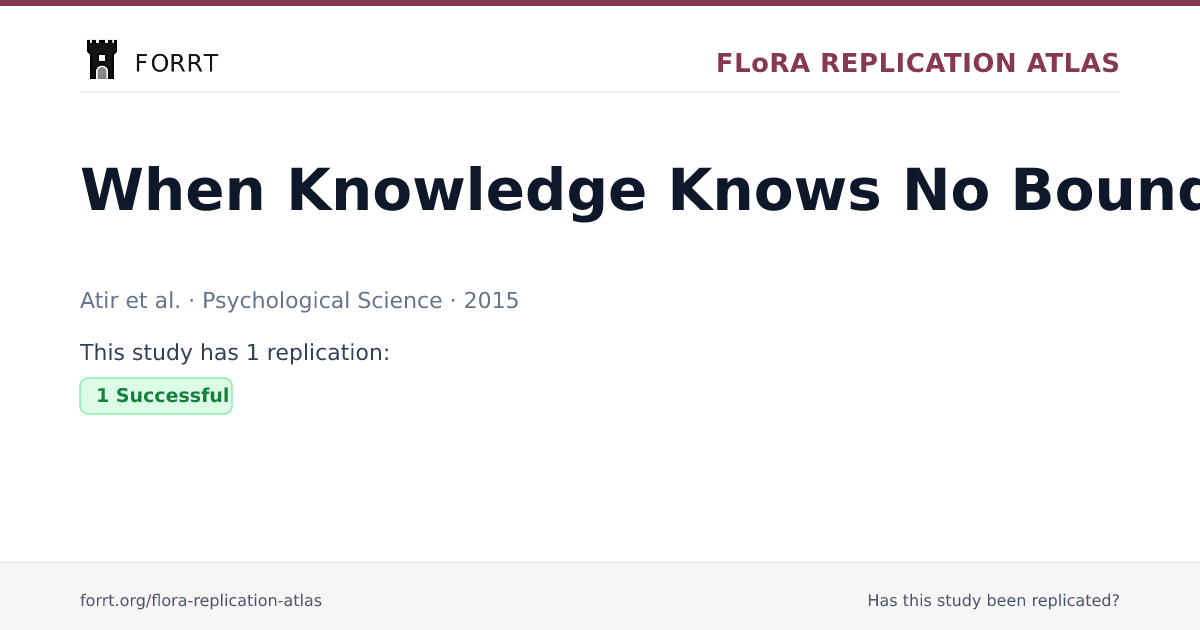 FORRT
FLoRA REPLICATION ATLAS
When Knowledge Knows No Bound
Atir et al. · Psychological Science · 2015
This study has 1 replication:
1 Successful
forrt.org/flora-replication-atlas
Has this study been replicated?